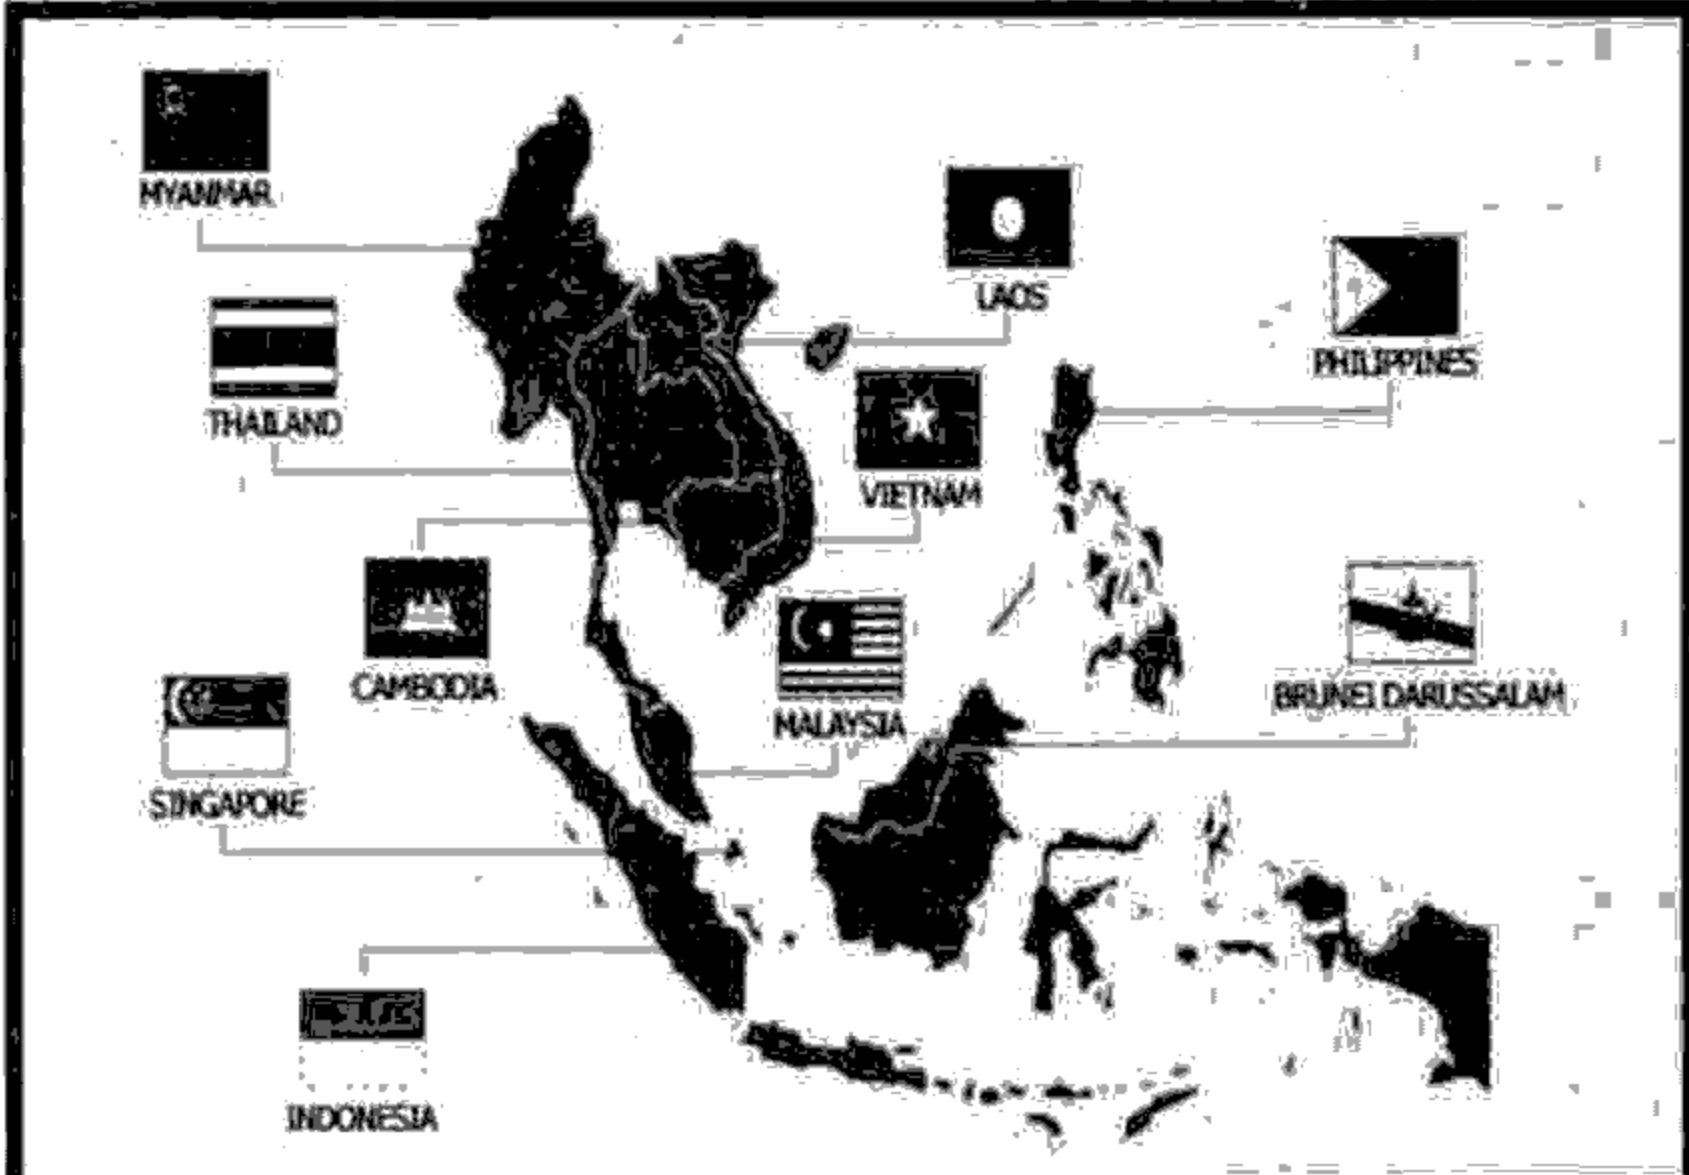 MYANMAR
LAOS
THAILAND
PHILIPPINES
VIETNAM
CAMBODIA
MALAYSIA
BRUNEI DARUSSALAM
SINGAPORE
INDONESIA